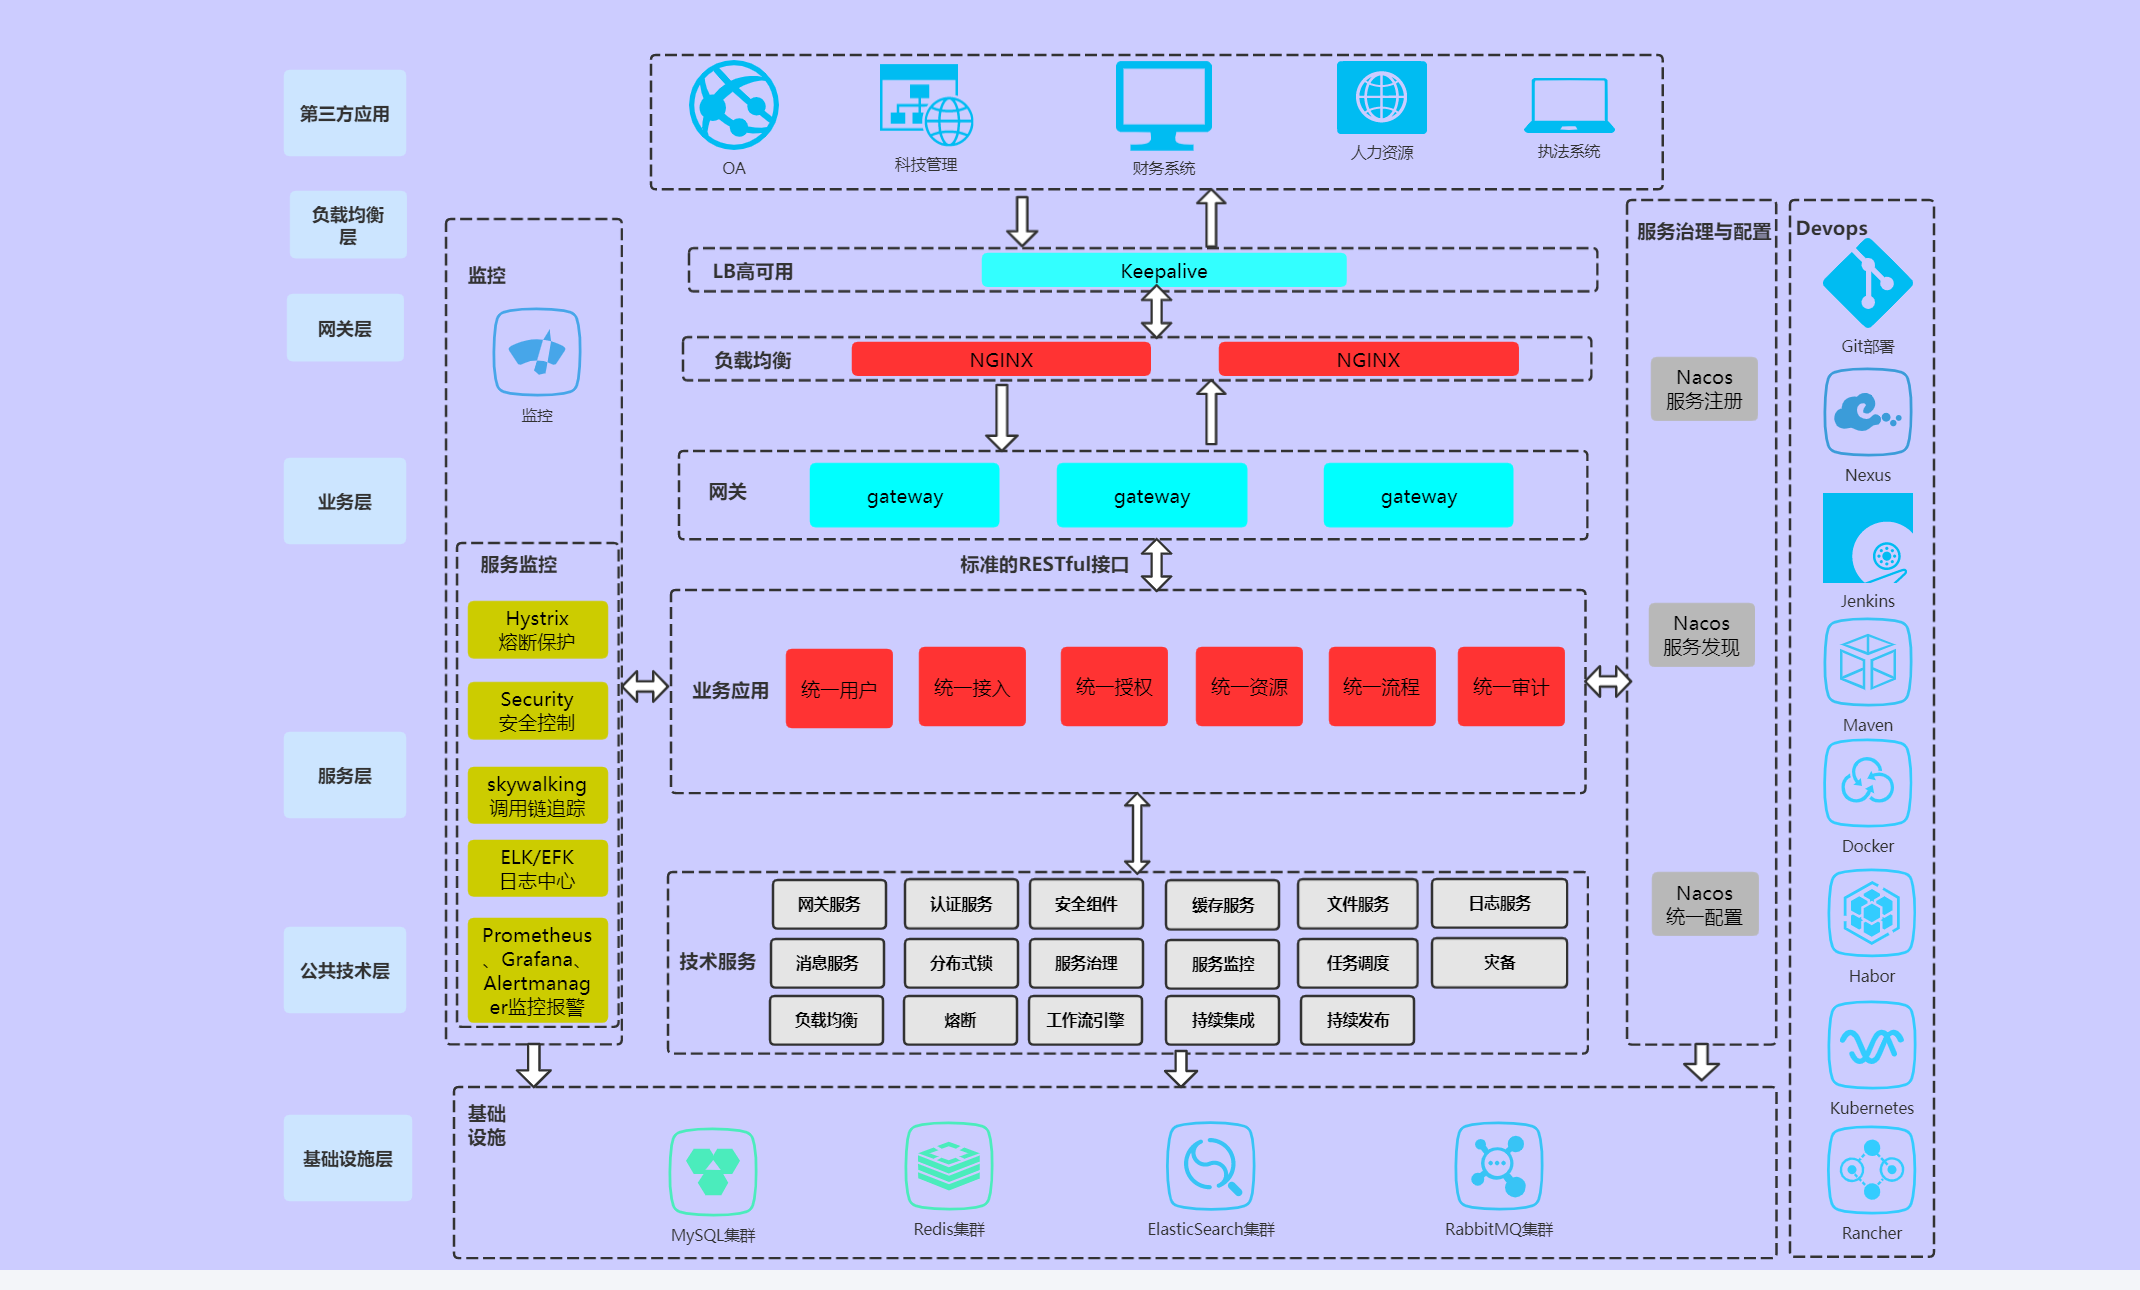 第三方应用
负载均衡
层
网关层
业务层
服务层
公共技术层
基础设施层
OA
科技管理
财务系统
人力资源
执法系统
LB高可用
Keepalive
负载均衡
NGINX
NGINX
网关
gateway
gateway
gateway
标准的RESTful接口
监控
监控
服务监控
Hystrix
熔断保护
Security
安全控制
skywalking
调用链追踪
ELK/EFK
日志中心
Prometheus
、Grafana、
Alertmanag
er监控报警
业务应用
统一用户
统一接入
统一授权
统一资源
统一流程
统一审计
技术服务
网关服务
认证服务
安全组件
缓存服务
文件服务
日志服务
消息服务
分布式锁
服务治理
服务监控
任务调度
灾备
负载均衡
熔断
工作流引擎
持续集成
持续发布
服务治理与配置
Nacos
服务注册
Nacos
服务发现
Nacos
统一配置
Devops
Git部署
Nexus
Jenkins
Maven
Docker
Habor
Kubernetes
Rancher
基础
设施
MySQL集群
Redis集群
ElasticSearch集群
RabbitMQ集群